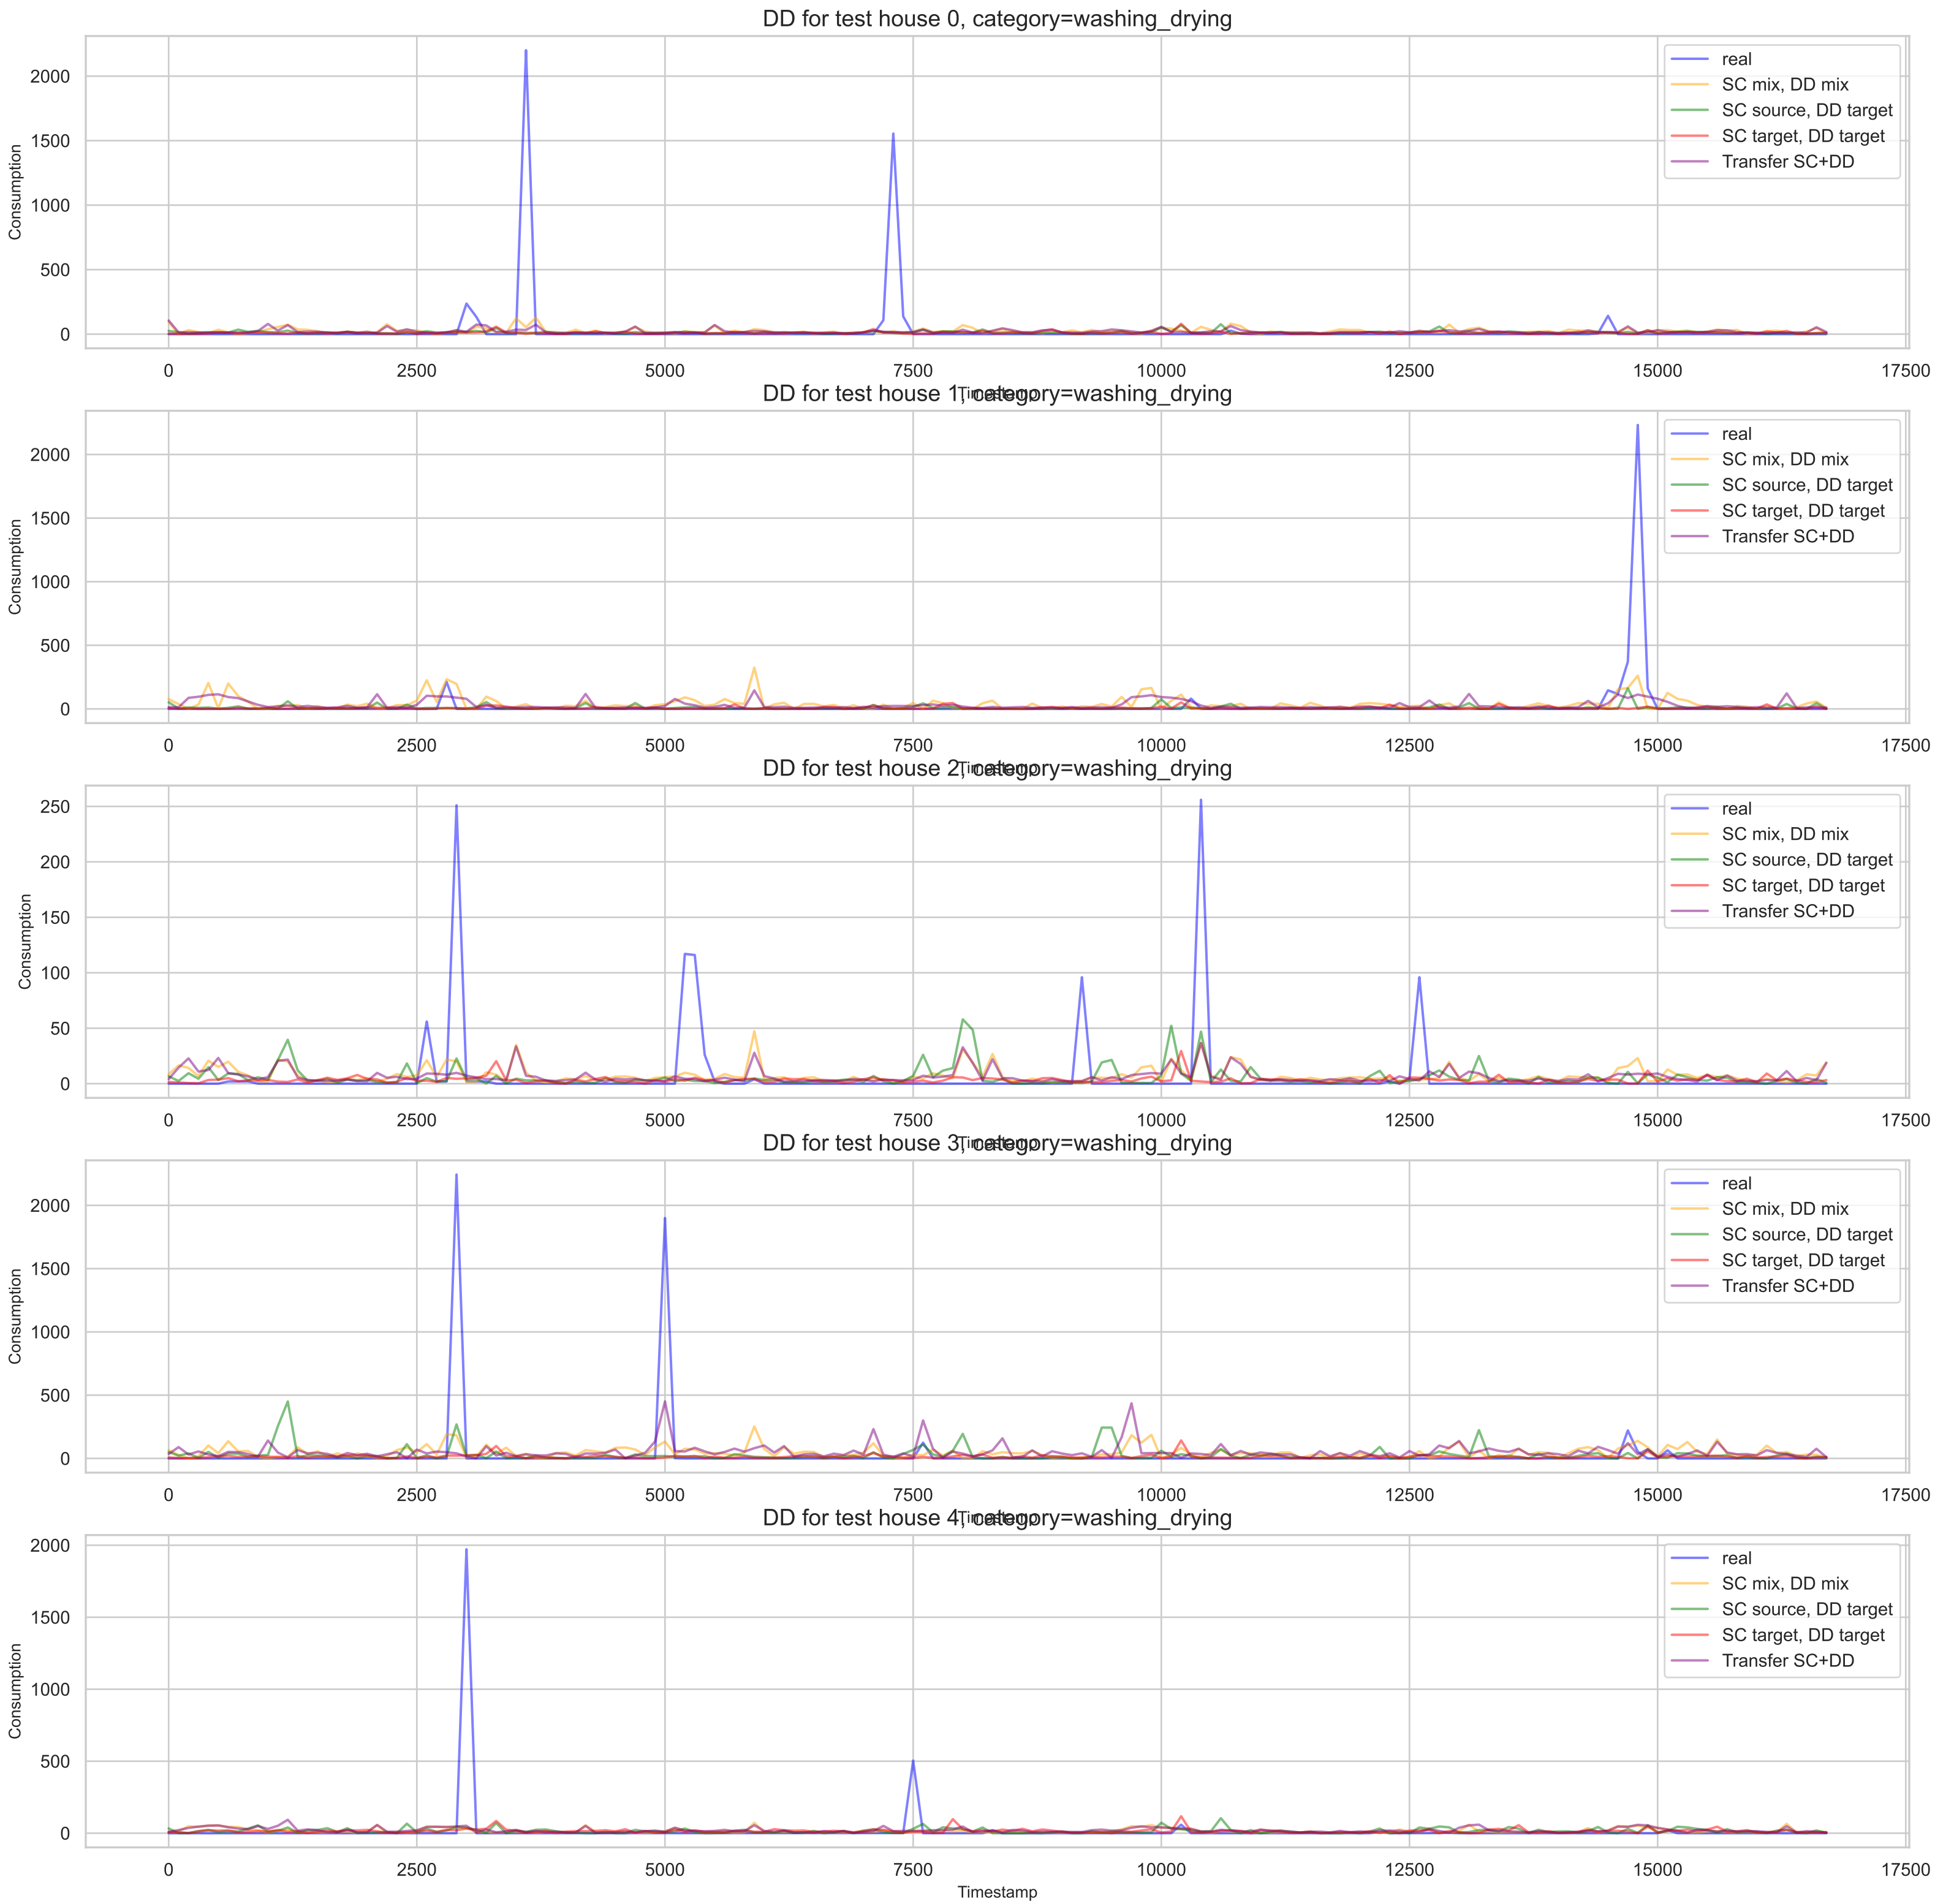 DD for test house 0, category=washing_drying
Consumption
2000
1500
1000
500
0
real
SC mix, DD mix
SC source, DD target
SC target, DD target
Transfer SC+DD
0 2500 5000 7500 10000 12500 15000 17500
Timestamp
DD for test house 1, category=washing_drying
Consumption
2000
1500
1000
500
0
real
SC mix, DD mix
SC source, DD target
SC target, DD target
Transfer SC+DD
0 2500 5000 7500 10000 12500 15000 17500
Timestamp
DD for test house 2, category=washing_drying
Consumption
250
200
150
100
50
0
real
SC mix, DD mix
SC source, DD target
SC target, DD target
Transfer SC+DD
0 2500 5000 7500 10000 12500 15000 17500
Timestamp
DD for test house 3, category=washing_drying
Consumption
2000
1500
1000
500
0
real
SC mix, DD mix
SC source, DD target
SC target, DD target
Transfer SC+DD
0 2500 5000 7500 10000 12500 15000 17500
Timestamp
DD for test house 4, category=washing_drying
Consumption
2000
1500
1000
500
0
real
SC mix, DD mix
SC source, DD target
SC target, DD target
Transfer SC+DD
0 2500 5000 7500 10000 12500 15000 17500
Timestamp